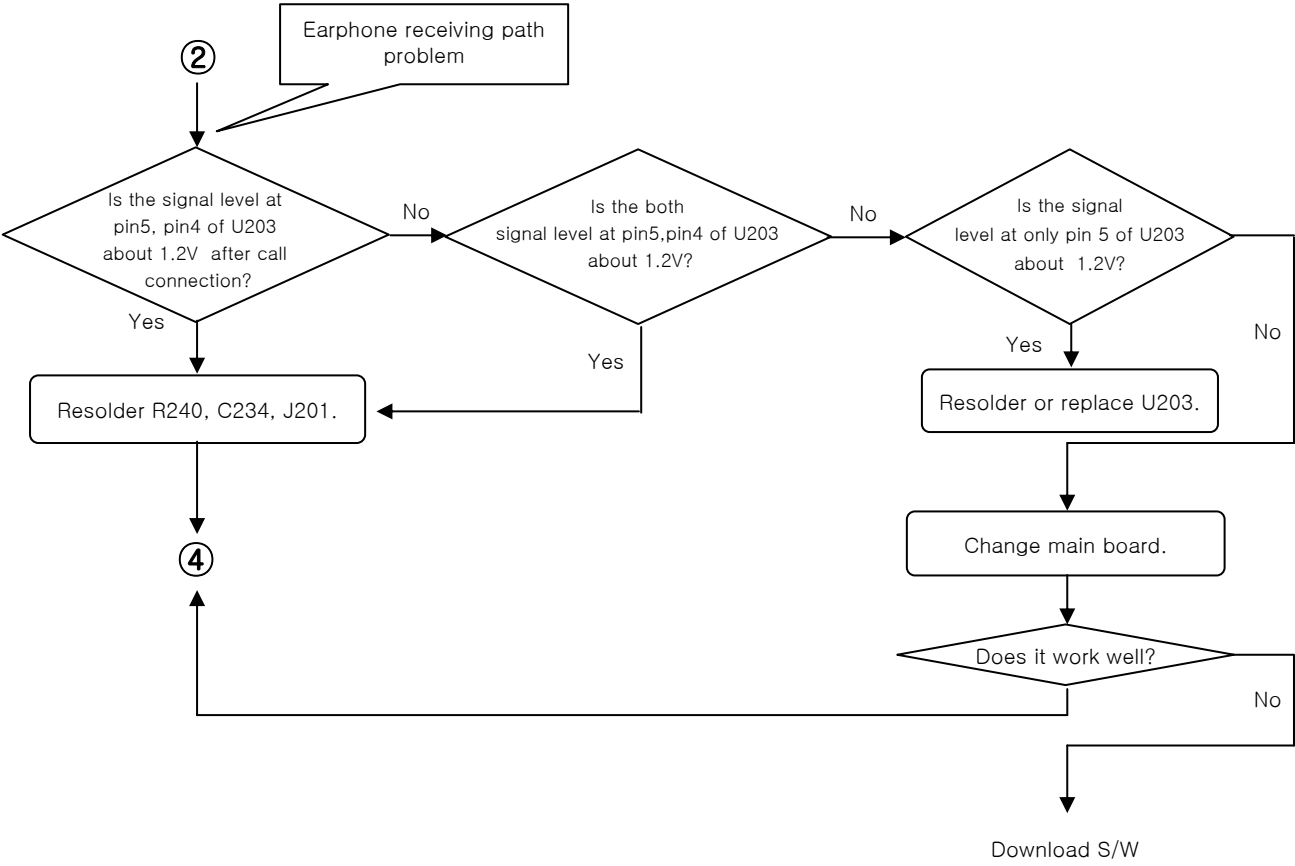 Earphone receiving path
problem
②
Is the signal level at
pin5, pin4 of U203
about 1.2V after call
connection?
No
Is the both
signal level at pin5,pin4 of U203
about 1.2V?
No
Is the signal
level at only pin 5 of U203
about 1.2V?
No
Yes
Yes
Yes
Resolder R240, C234, J201.
Resolder or replace U203.
④
Change main board.
Does it work well?
No
Download S/W